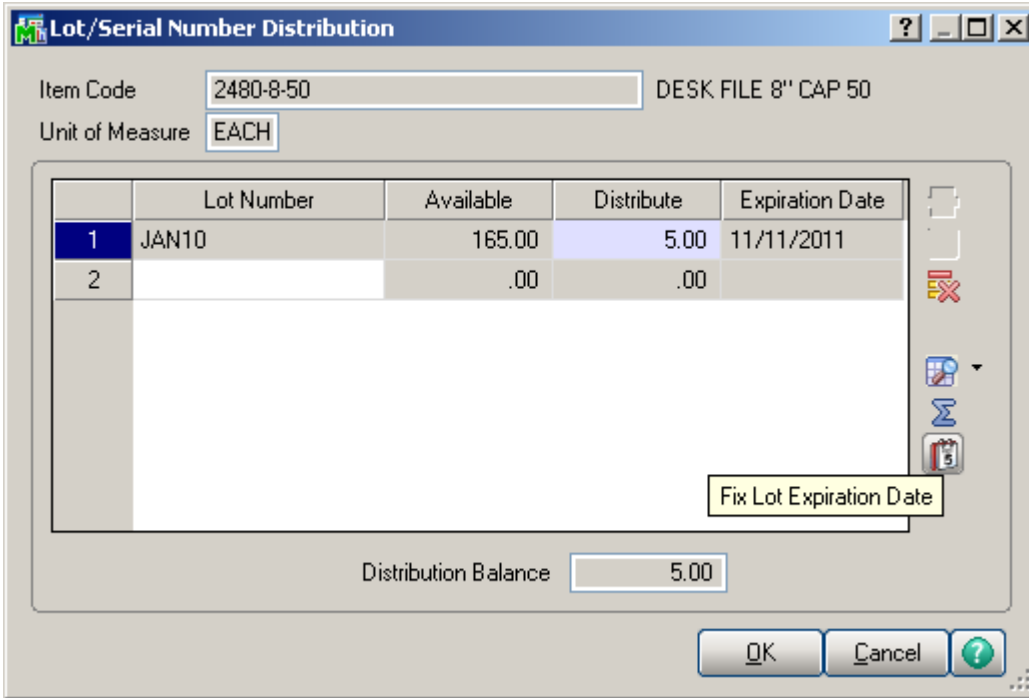 Lot/Serial Number Distribution
Item Code 2480-8-50 DESK FILE 8" CAP 50
Unit of Measure EACH
Lot Number Available Distribute Expiration Date
1 JAN10 165.00 5.00 11/11/2011
2 .00 .00
Fix Lot Expiration Date
Distribution Balance 5.00
OK Cancel